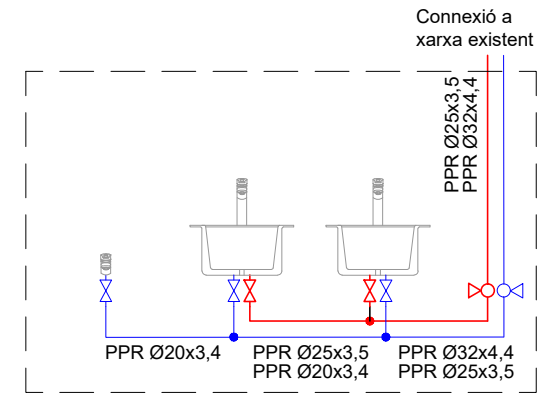 Connexió a
xarxa existent
PPR Ø25x3,5
PPR Ø32x4,4
PPR Ø20x3,4
PPR Ø25x3,5
PPR Ø20x3,4
PPR Ø32x4,4
PPR Ø25x3,5